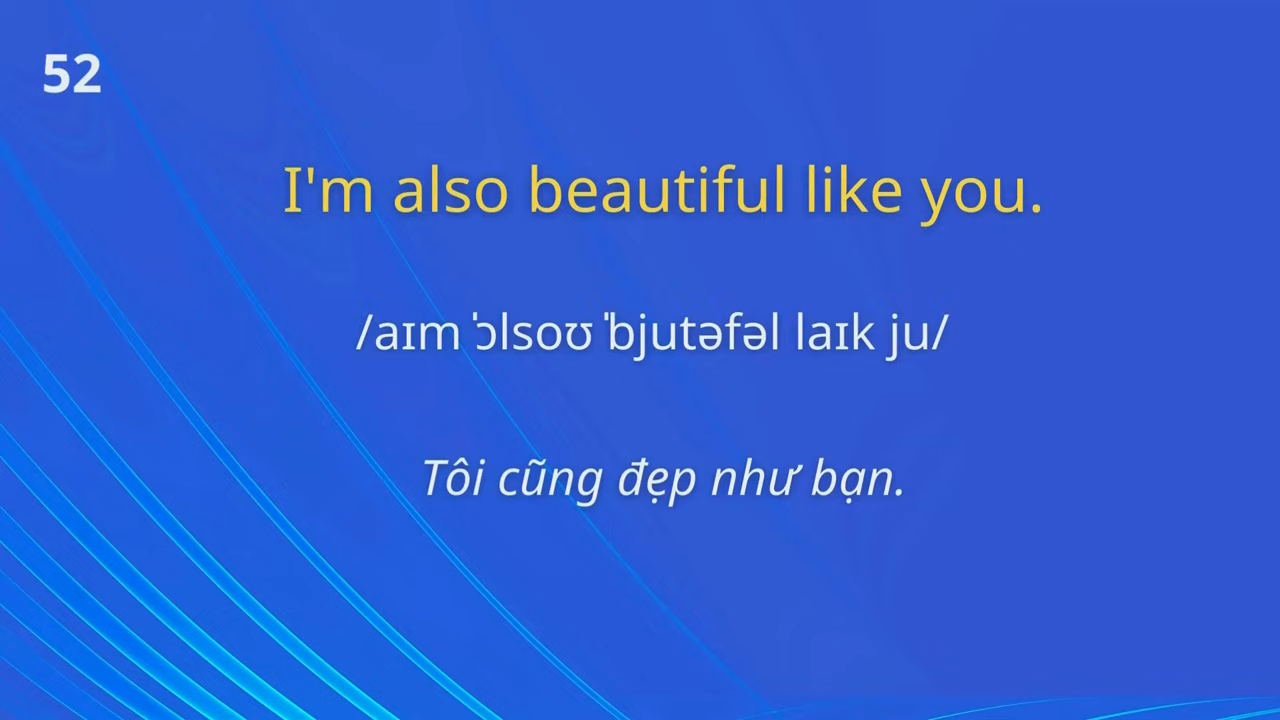 52
I'm also beautiful like you.
/aɪm ˈɔlsoʊ ˈbjutəfəl laɪk ju/
Tôi cũng đẹp như bạn.